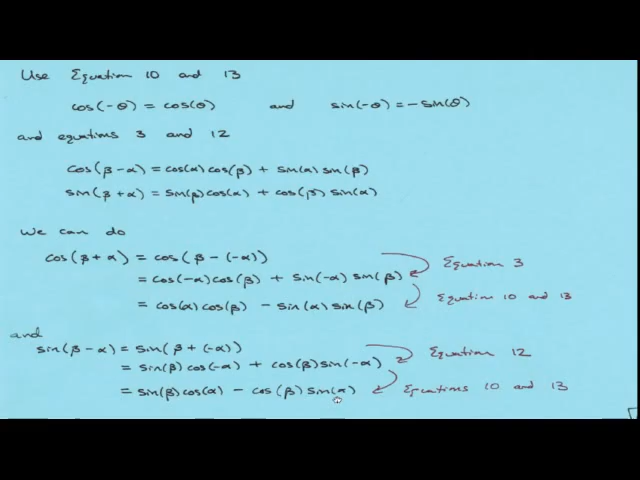 Use Equation 10 and 13
cos(-θ) = cos(θ) and sin(-θ) = -sin(θ)
and equations 3 and 12
cos(β-α) = cos(α) cos(β) + sin(α) sin(β)
sin(β+α) = sin(β) cos(α) + cos(β) sin(α)
We can do
cos(β+α) = cos(β-(-α))
Equation 3
= cos(-α) cos(β) + sin(-α) sin(β)
Equation 10 and 13
= cos(α) cos(β) - sin(α) sin(β)
and
sin(β-α) = sin(β+(-α))
Equation 12
= sin(β) cos(-α) + cos(β) sin(-α)
= sin(β) cos(α) - cos(β) sin(α) Equations 10 and 13